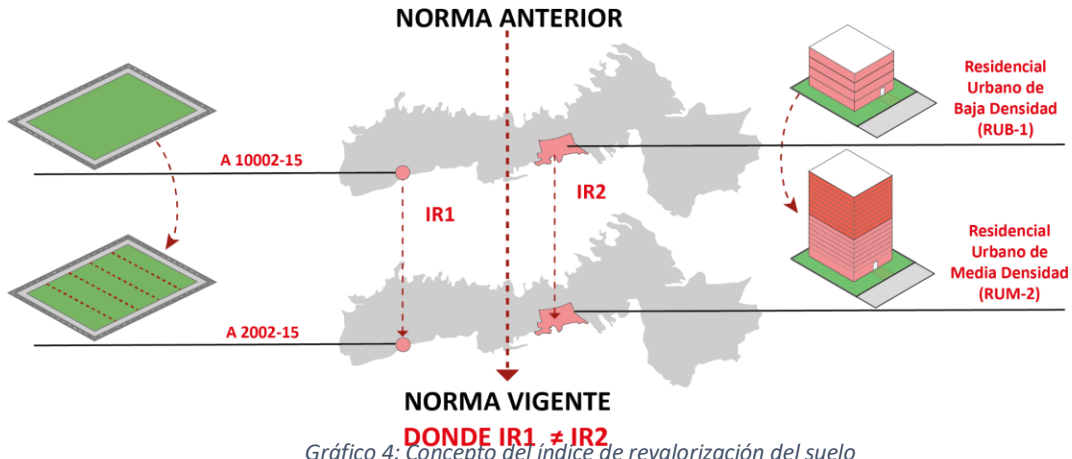 NORMA ANTERIOR
Residencial
Urbano de
Baja Densidad
(RUB-1)
A 10002-15
IR1
IR2
Residencial
Urbano de
Media Densidad
(RUM-2)
A 2002-15
NORMA VIGENTE
DONDE IR1 ≠ IR2
Gráfico 4: Concepto del índice de revalorización del suelo